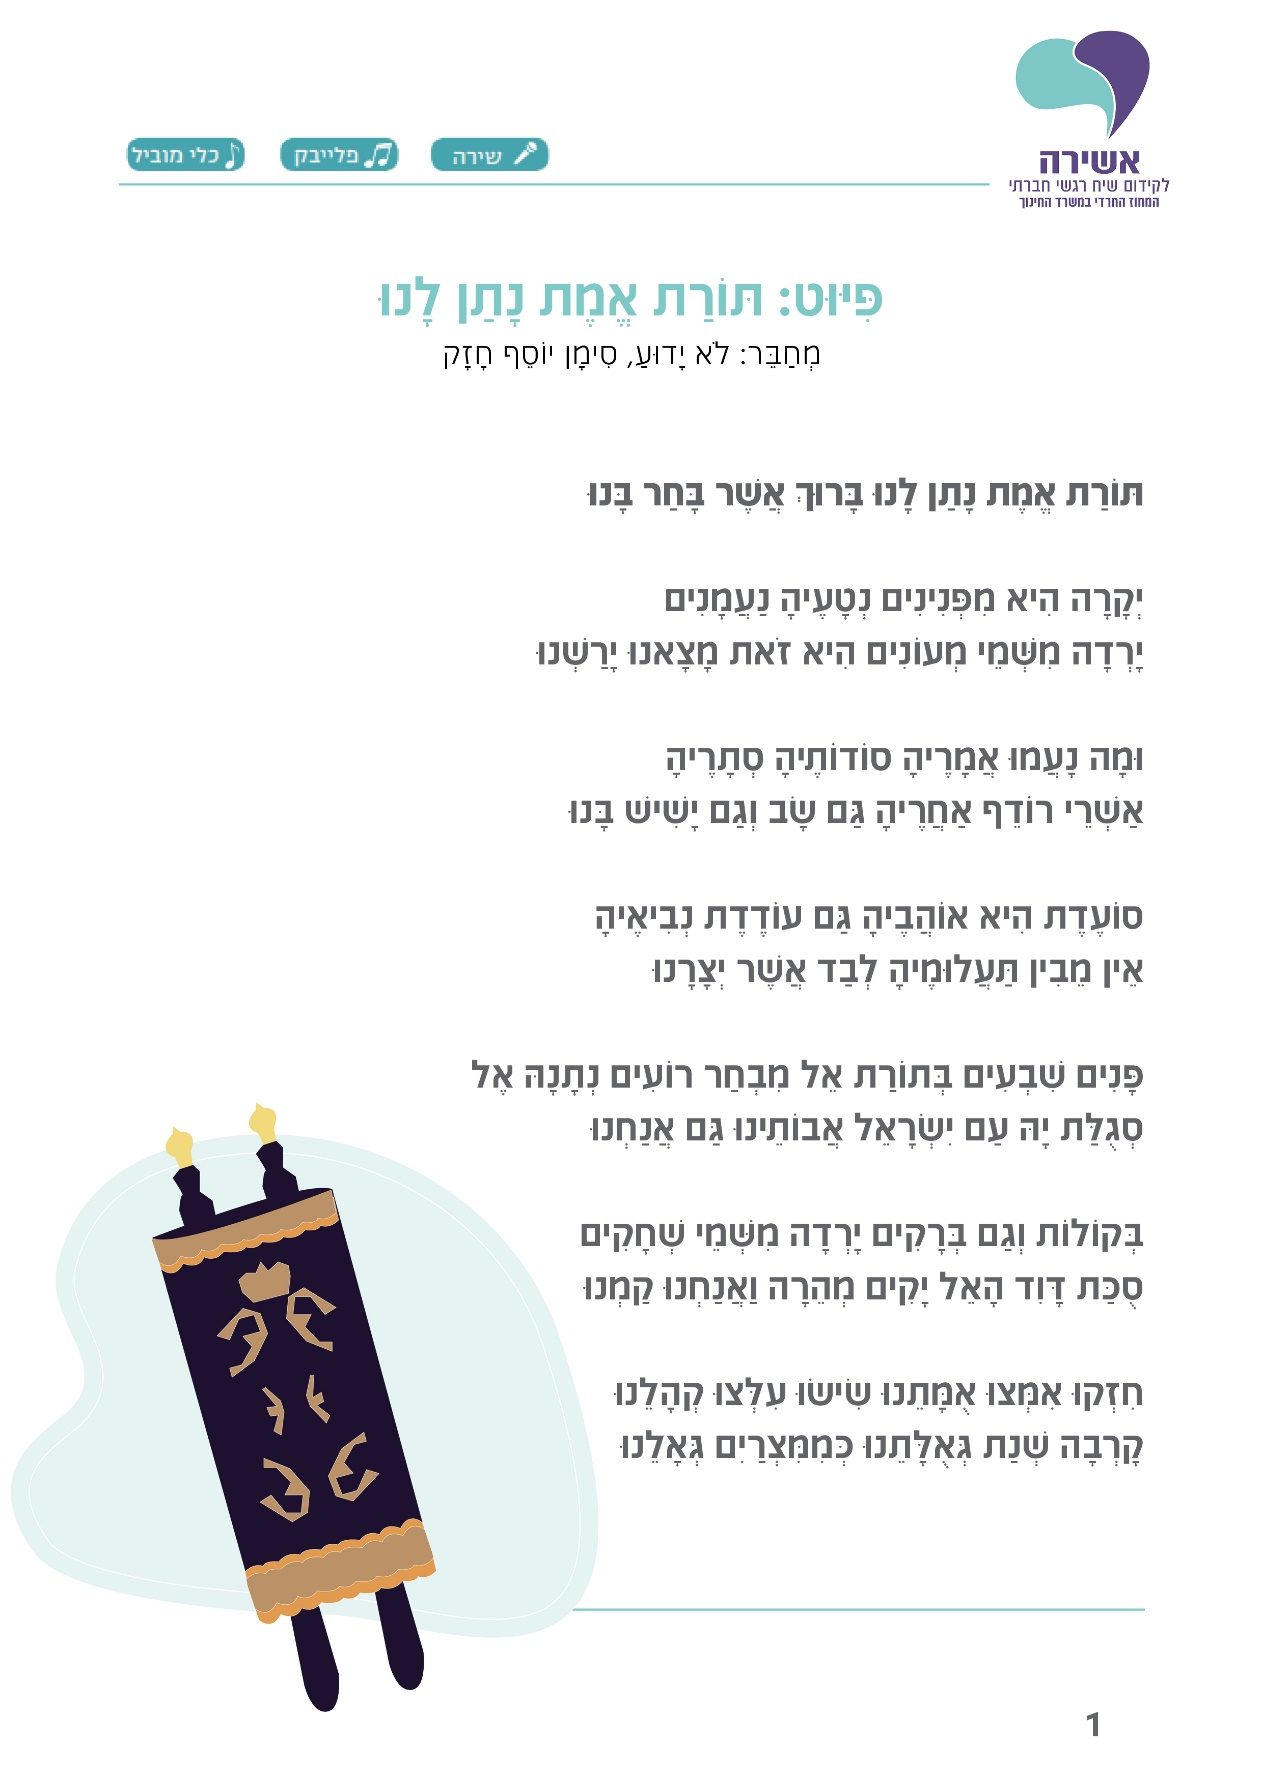 אשירה
לקידום שיח רגשי חברתי
המחוז החרדי במשרד החינוך
שירה
פלייבק
כלי מוביל
פִּיּוּט: תּוֹרַת אֱמֶת נָתַן לָנוּ
מְחַבֵּר: לֹא יָדוּעַ, סִימָן יוֹסֵף חָזָק
תּוֹרַת אֱמֶת נָתַן לָנוּ בָּרוּךְ אֲשֶׁר בָּחַר בָּנוּ
יְקָרָה הִיא מִפְּנִינִים נְטָעֶיהָ נַעֲמָנִים
יָרְדָה מִשְּׁמֵי מְעוֹנִים הִיא זֹאת מָצָאנוּ יָרַשְׁנוּ
וּמָה נָעֲמוּ אֲמָרֶיהָ סוֹדוֹתֶיהָ סְתָרֶיהָ
אַשְׁרֵי רוֹדֵף אַחֲרֶיהָ גַּם שָׂב וְגַם יָשִׁישׁ בָּנוּ
סוֹעֶדֶת הִיא אוֹהֲבֶיהָ גַּם עוֹדֶדֶת נְבִיאֶיהָ
אֵין מֵבִין תַּעֲלוּמֶיהָ לְבַד אֲשֶׁר יְצָרָנוּ
פָּנִים שִׁבְעִים בְּתוֹרַת אֵל מִבְחַר רוֹעִים נְתָנָהּ אֶל
סְגֻלַּת יָהּ עַם יִשְׂרָאֵל אֲבוֹתֵינוּ גַּם אֲנַחְנוּ
בְּקוֹלוֹת וְגַם בְּרָקִים יָרְדָה מִשְּׁמֵי שְׁחָקִים
סֻכַּת דָּוִד הָאֵל יָקִים מְהֵרָה וַאֲנַחְנוּ קַמְנוּ
חִזְקוּ אִמְּצוּ אֻמָּתֵנוּ שִׂישׂוּ עִלְּצוּ קְהָלֵנוּ
קָרְבָה שְׁנַת גְּאֻלָּתֵנוּ כְּמִמִּצְרַיִם גְּאָלֵנוּ
1